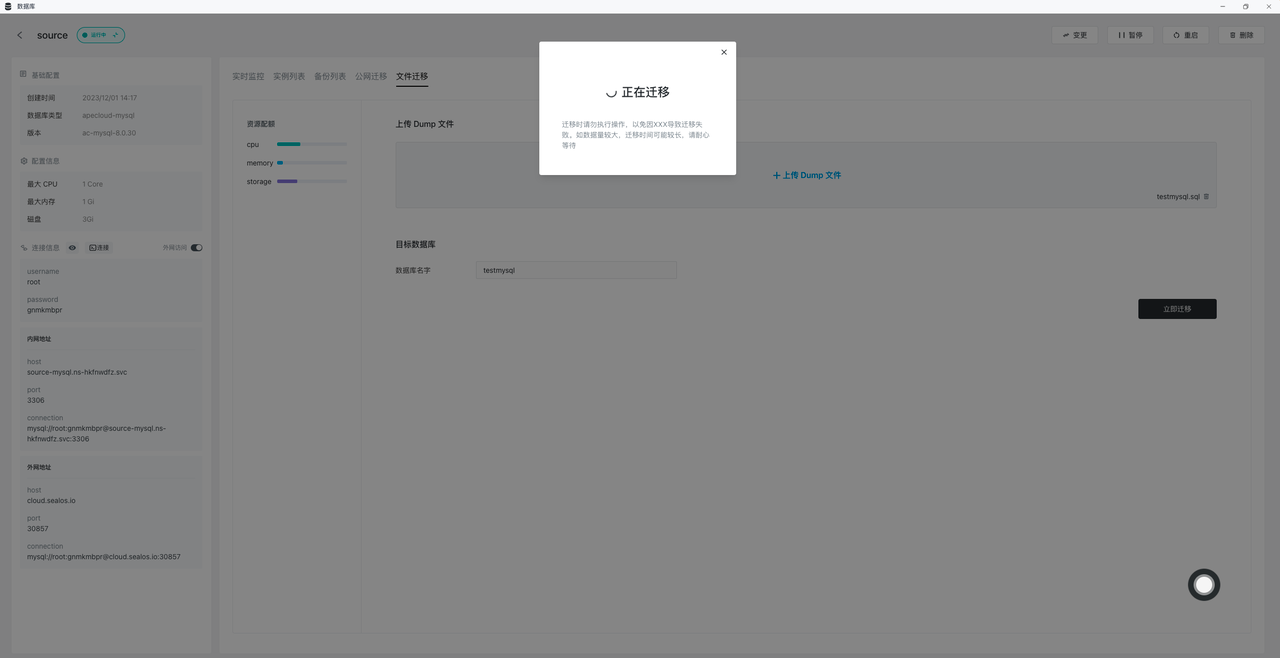 数据库
source
运行中
变更
暂停
重启
删除
基础配置
创建时间 2023/12/01 14:17
数据库类型 apecloud-mysql
版本 ac-mysql-8.0.30
配置信息
最大 CPU 1 Core
最大内存 1 Gi
磁盘 3Gi
连接信息 连接 外网访问
username
root
password
gnmkmbpr
内网地址
host
source-mysql.ns-hkfnwdfz.svc
port
3306
connection
mysql://root:gnmkmbpr@source-mysql.ns-
hkfnwdfz.svc:3306
外网地址
host
cloud.sealos.io
port
30857
connection
mysql://root:gnmkmbpr@cloud.sealos.io:30857
实时监控 实例列表 备份列表 公网迁移 文件迁移
资源配额
cpu
memory
storage
上传 Dump 文件
上传 Dump 文件
testmysql.sql
目标数据库
数据库名字 testmysql
立即迁移
正在迁移
迁移时请勿执行操作，以免因XXX导致迁移失
败。如数据量较大，迁移时间可能较长，请耐心
等待